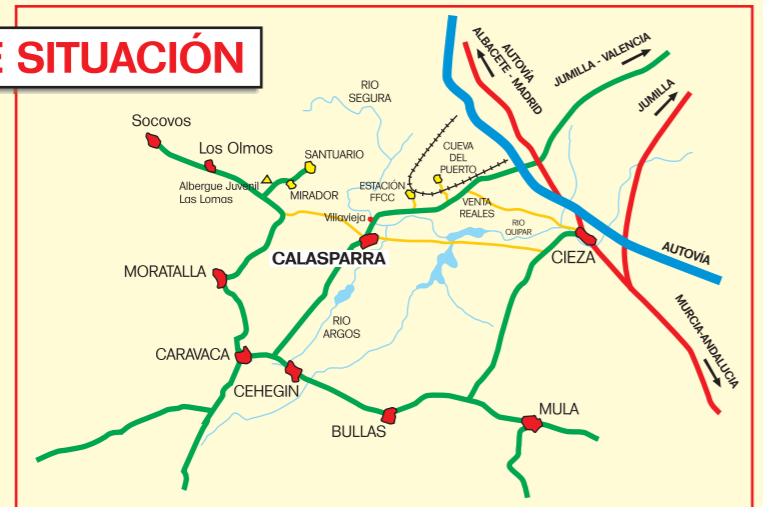 E SITUACIÓN
AUTOVÍA
ALBACETE - MADRID
JUMILLA - VALENCIA
JUMILLA
RIO
SEGURA
Socovos
Los Olmos
SANTUARIO
CUEVA
DEL
PUERTO
Albergue Juvenil
Las Lomas
MIRADOR
ESTACIÓN
FFCC
Villavieja
VENTA
REALES
RIO
QUIPAR
CALASPARRA
CIEZA
AUTOVÍA
MORATALLA
MURCIA-ANDALUCIA
RIO
ARGOS
CARAVACA
CEHEGIN
BULLAS
MULA